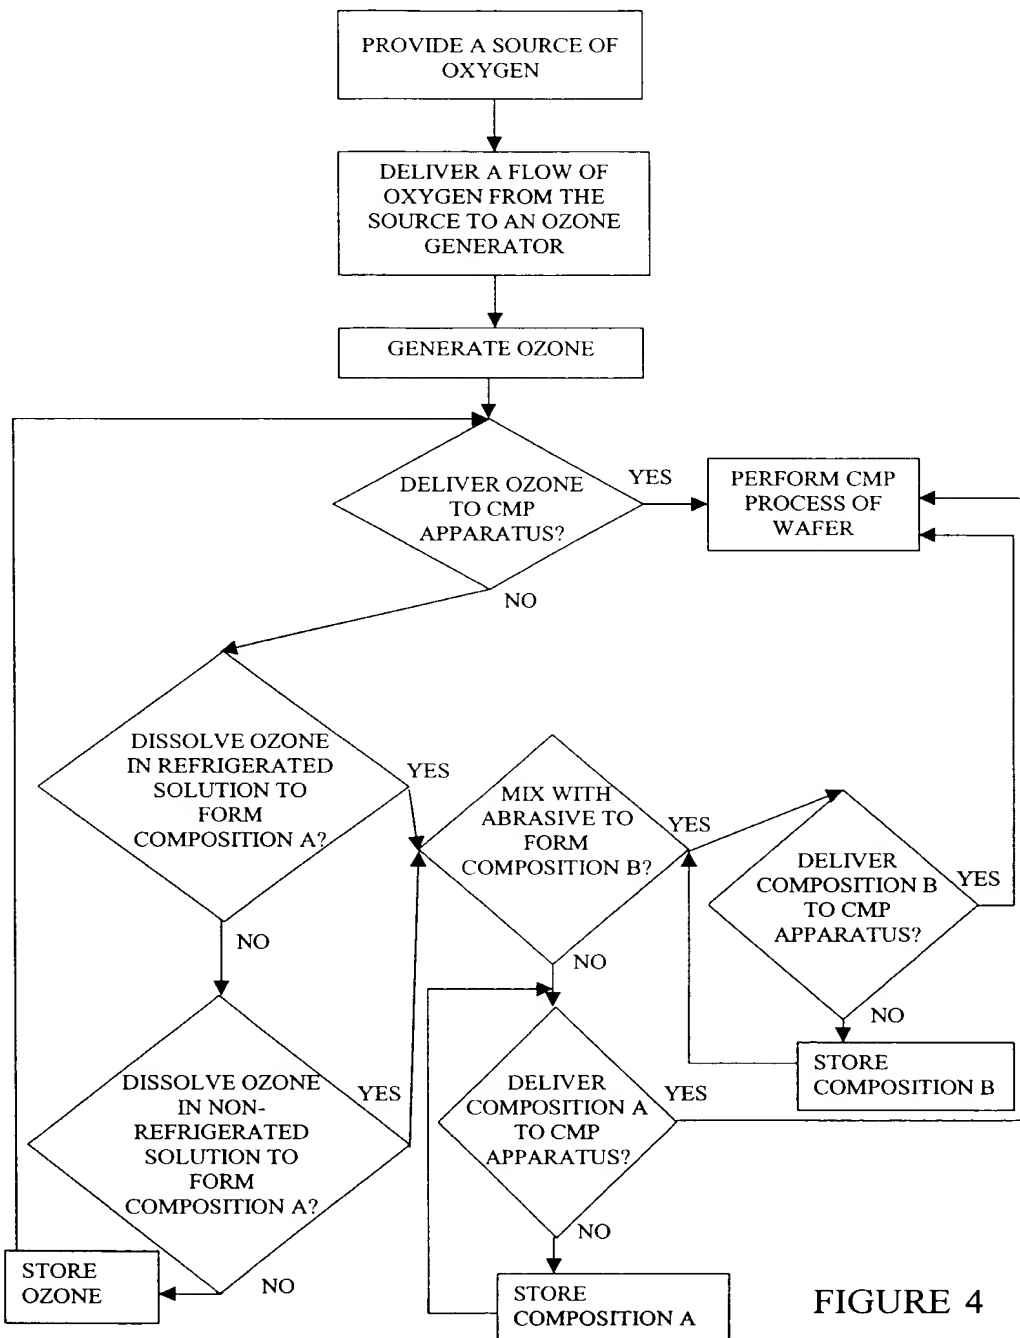 PROVIDE A SOURCE OF
OXYGEN
DELIVER A FLOW OF
OXYGEN FROM THE
SOURCE TO AN OZONE
GENERATOR
GENERATE OZONE
DELIVER OZONE
TO CMP
APPARATUS?
YES
NO
PERFORM CMP
PROCESS OF
WAFER
DISSOLVE OZONE
IN REFRIGERATED
SOLUTION TO
FORM
COMPOSITION A?
YES
NO
MIX WITH
ABRASIVE TO
FORM
COMPOSITION B?
YES
NO
DELIVER
COMPOSITION B
TO CMP
APPARATUS?
YES
NO
STORE
COMPOSITION B
DISSOLVE OZONE
IN NON-
REFRIGERATED
SOLUTION TO
FORM
COMPOSITION A?
YES
NO
STORE
OZONE
DELIVER
COMPOSITION A
TO CMP
APPARATUS?
YES
NO
STORE
COMPOSITION A
FIGURE 4